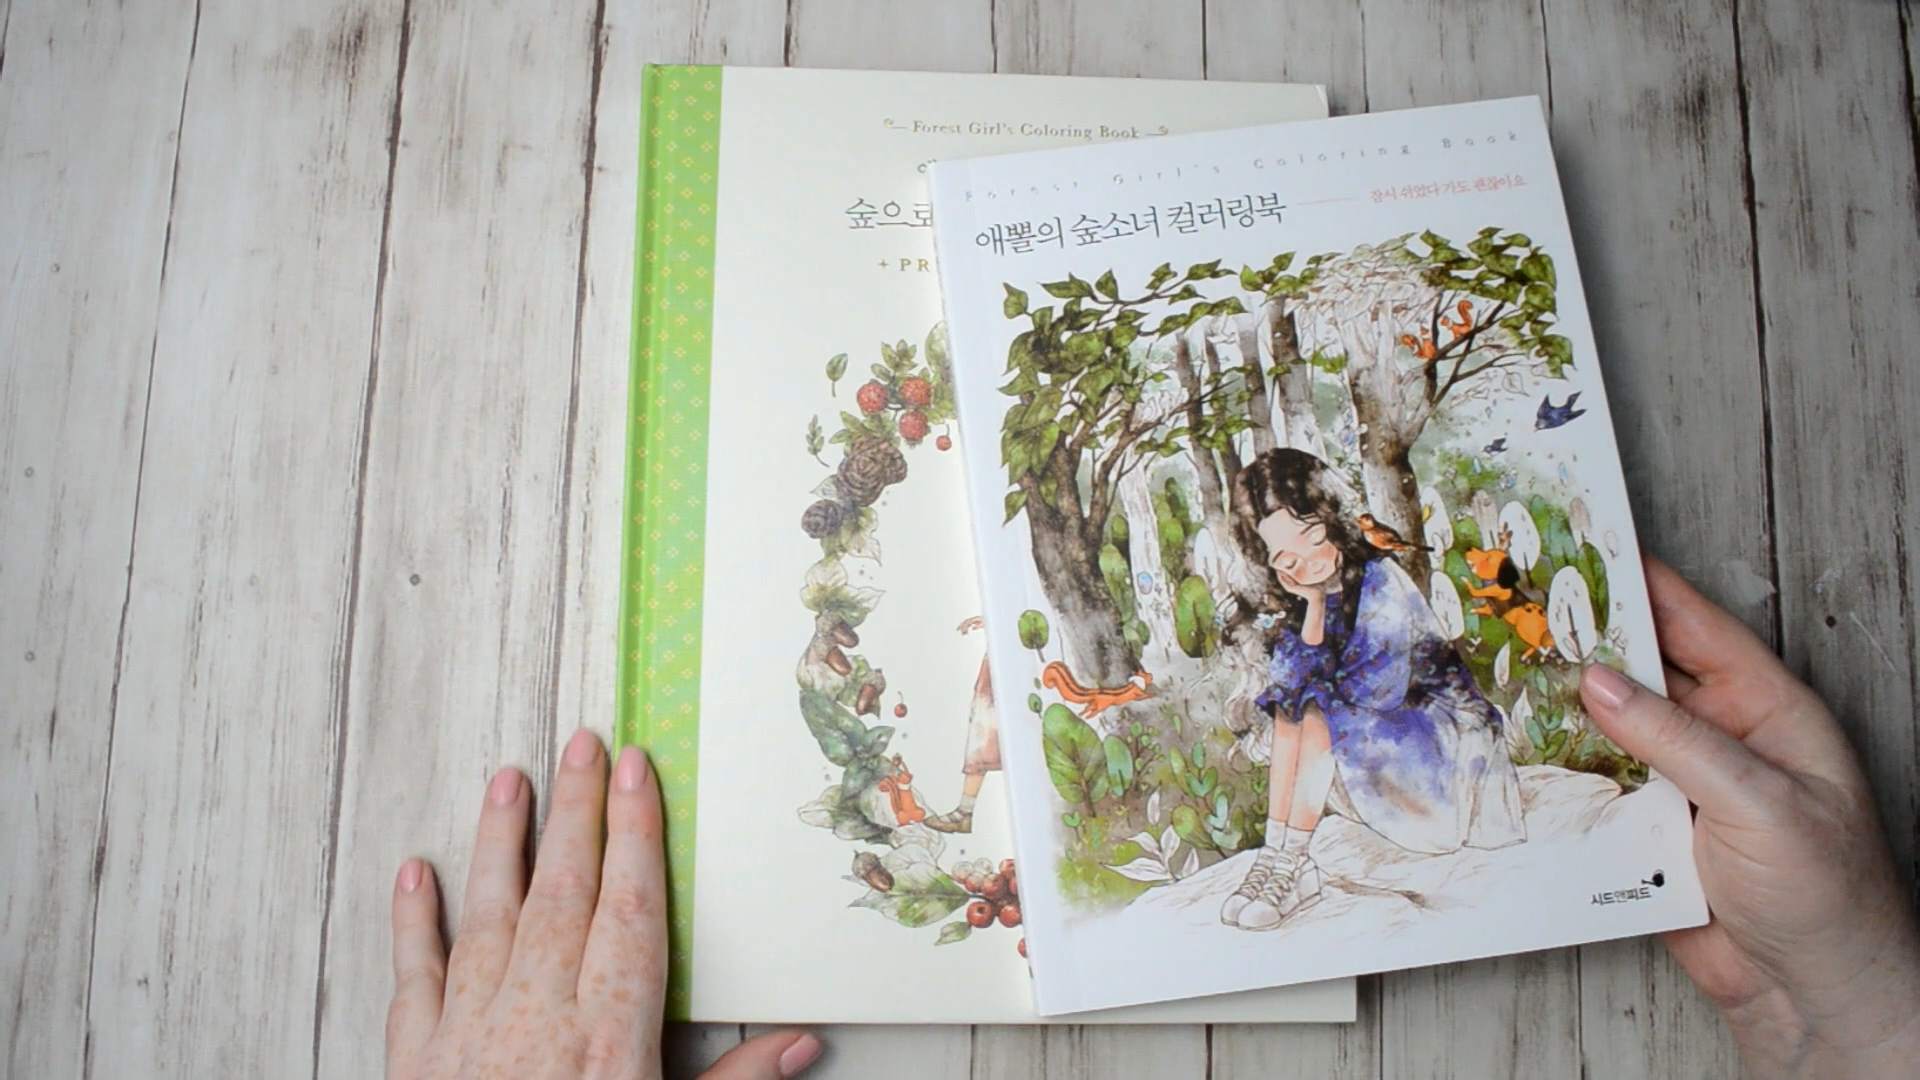 Forest Girl's Coloring Book
숲으로
+ PR
Forest Girl's Coloring Book
애뽈의 숲소녀 컬러링북
잠시 쉬었다 가도 괜찮아요
시드앤피드